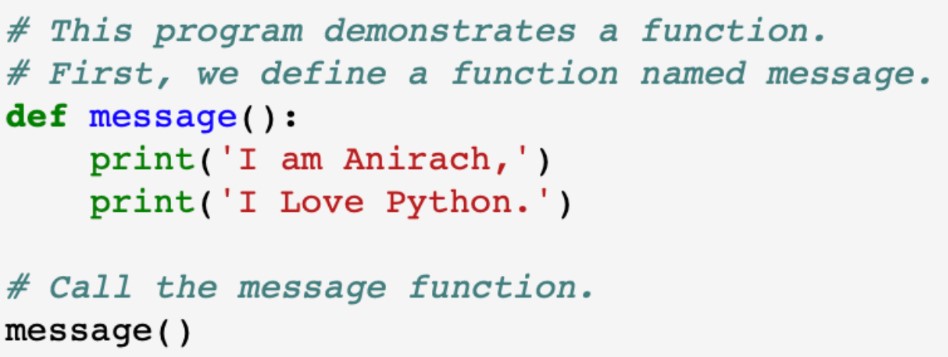 # This program demonstrates a function.
# First, we define a function named message.
def message():
    print('I am Anirach,')
    print('I Love Python.')

# Call the message function.
message()